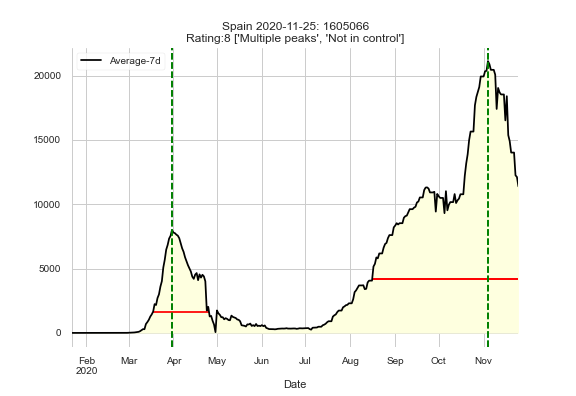 Spain 2020-11-25: 1605066
Rating:8 ['Multiple peaks', 'Not in control']
Average-7d
20000
15000
10000
5000
0
Feb Mar Apr May Jun Jul Aug Sep Oct Nov
2020
Date